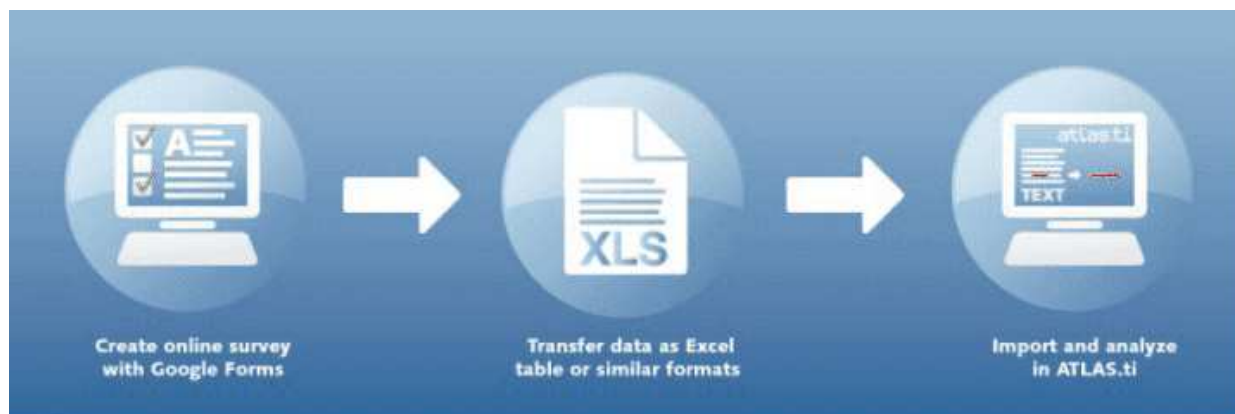 A
XLS
atlas.ti
TEXT
Create online survey
with Google Forms
Transfer data as Excel
table or similar formats
Import and analyze
in ATLAS.ti